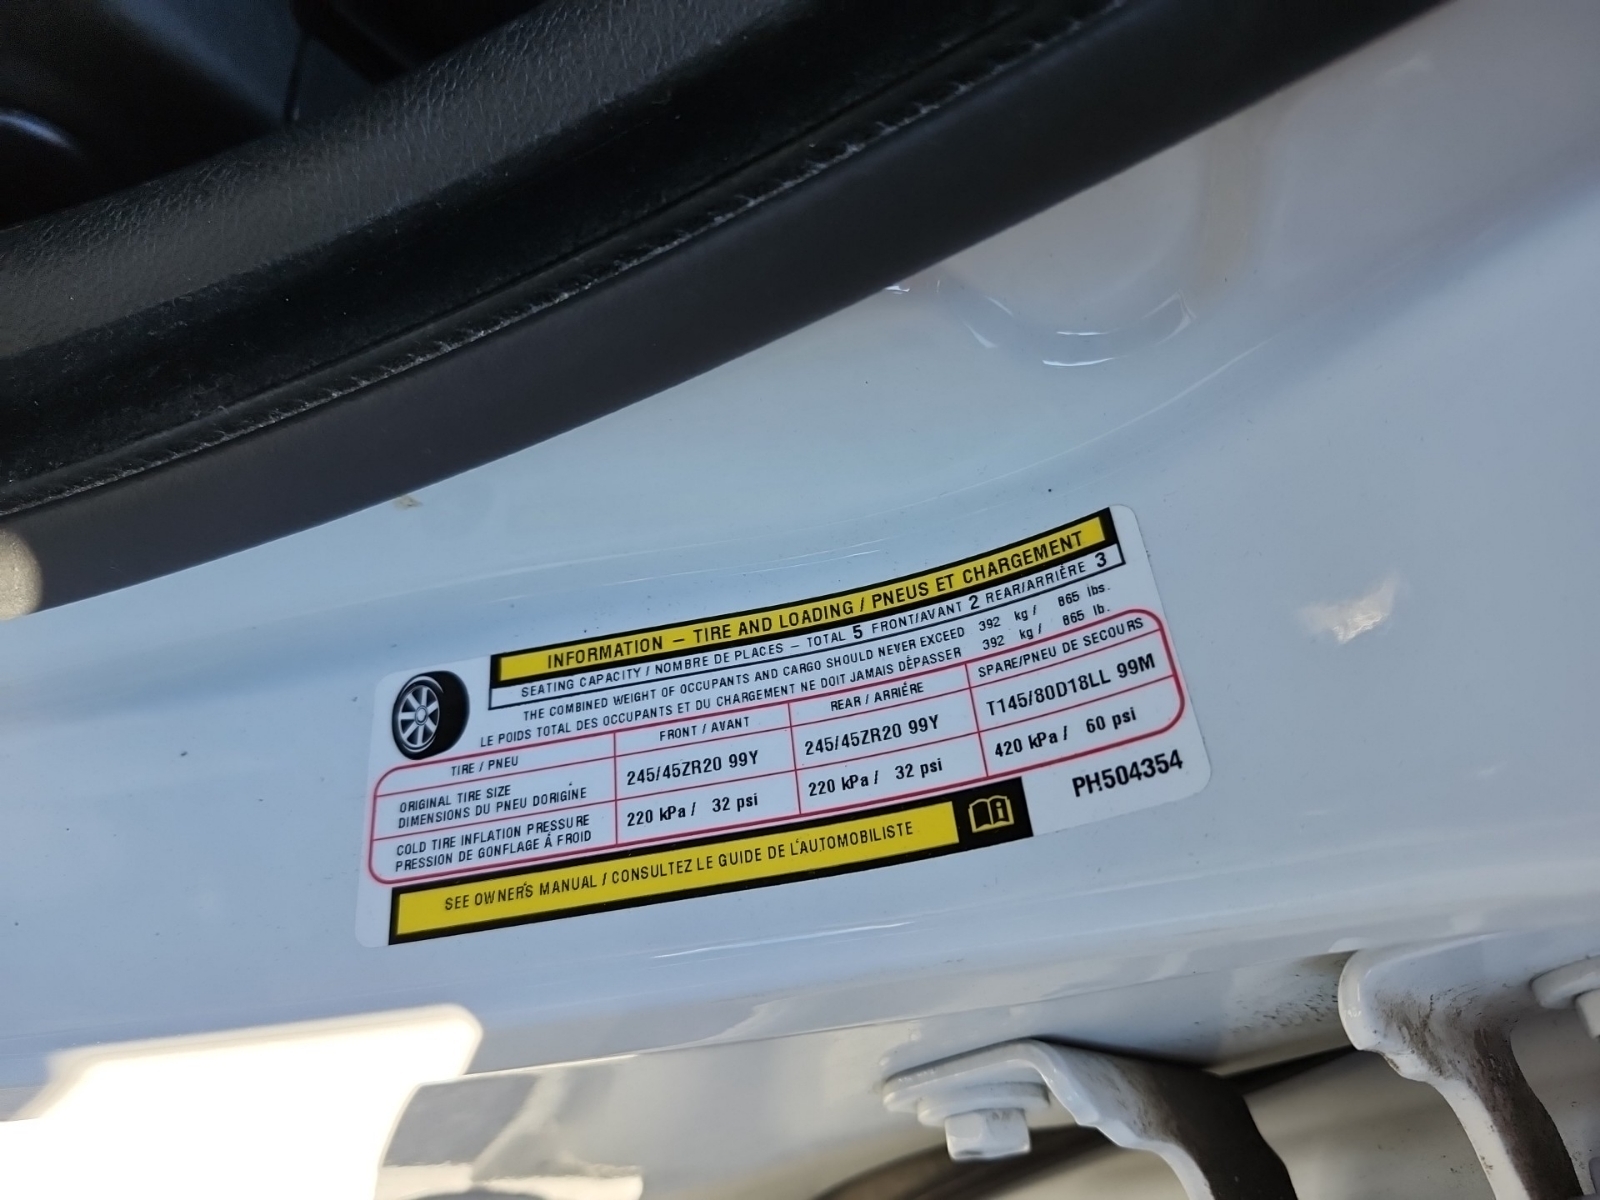 INFORMATION – TIRE AND LOADING / PNEUS ET CHARGEMENT
SEATING CAPACITY / NOMBRE DE PLACES – TOTAL 5 FRONT/AVANT 2 REAR/ARRIÈRE 3
THE COMBINED WEIGHT OF OCCUPANTS AND CARGO SHOULD NEVER EXCEED 392 kg / 865 lbs.
LE POIDS TOTAL DES OCCUPANTS ET DU CHARGEMENT NE DOIT JAMAIS DÉPASSER 392 kg / 865 lb.
TIRE / PNEU FRONT / AVANT REAR / ARRIÉRE SPARE/PNEU DE SECOURS
ORIGINAL TIRE SIZE
DIMENSIONS DU PNEU D'ORIGINE 245/45ZR20 99Y 245/45ZR20 99Y T145/80D18LL 99M
COLD TIRE INFLATION PRESSURE
PRESSION DE GONFLAGE À FROID 220 kPa / 32 psi 220 kPa / 32 psi 420 kPa / 60 psi
SEE OWNER'S MANUAL / CONSULTEZ LE GUIDE DE L'AUTOMOBILISTE
PH504354